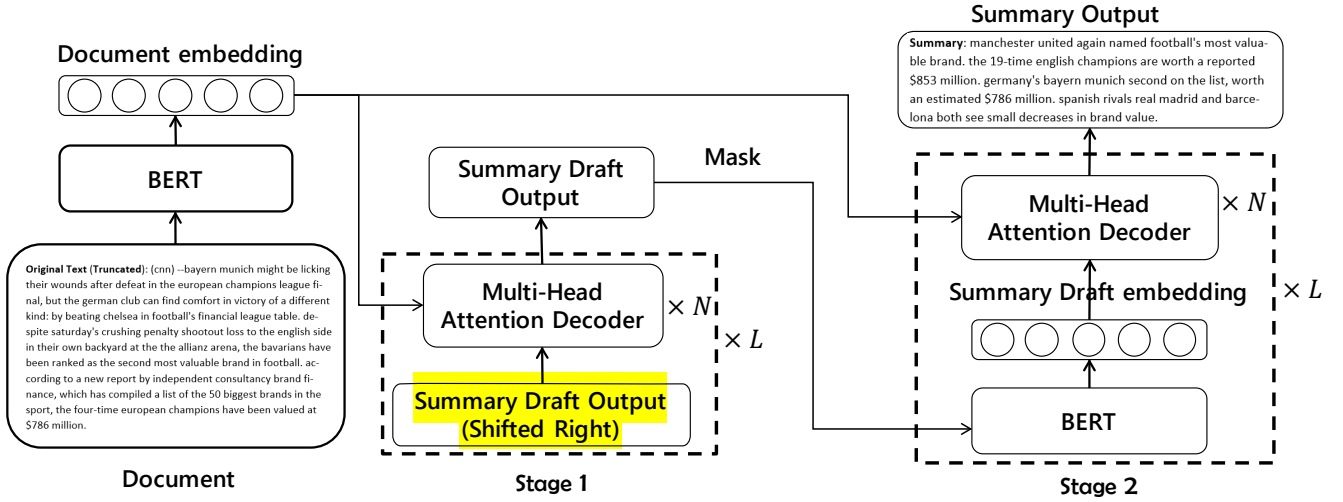 Document embedding
BERT
Original Text (Truncated): (cnn) --bayern munich might be licking
their wounds after defeat in the european champions league fi-
nal, but the german club can find comfort in victory of a different
kind: by beating chelsea in football's financial league table. de-
spite saturday's crushing penalty shootout loss to the english side
in their own backyard at the the allianz arena, the bavarians have
been ranked as the second most valuable brand in football. ac-
cording to a new report by independent consultancy brand fi-
nance, which has compiled a list of the 50 biggest brands in the
sport, the four-time european champions have been valued at
$786 million.
Document
Summary Draft
Output
Mask
Multi-Head
Attention Decoder
× N
× L
Summary Draft Output
(Shifted Right)
Stage 1
Summary Output
Summary: manchester united again named football's most valua-
ble brand. the 19-time english champions are worth a reported
$853 million. germany's bayern munich second on the list, worth
an estimated $786 million. spanish rivals real madrid and barce-
lona both see small decreases in brand value.
Multi-Head
Attention Decoder
× N
Summary Draft embedding
× L
BERT
Stage 2